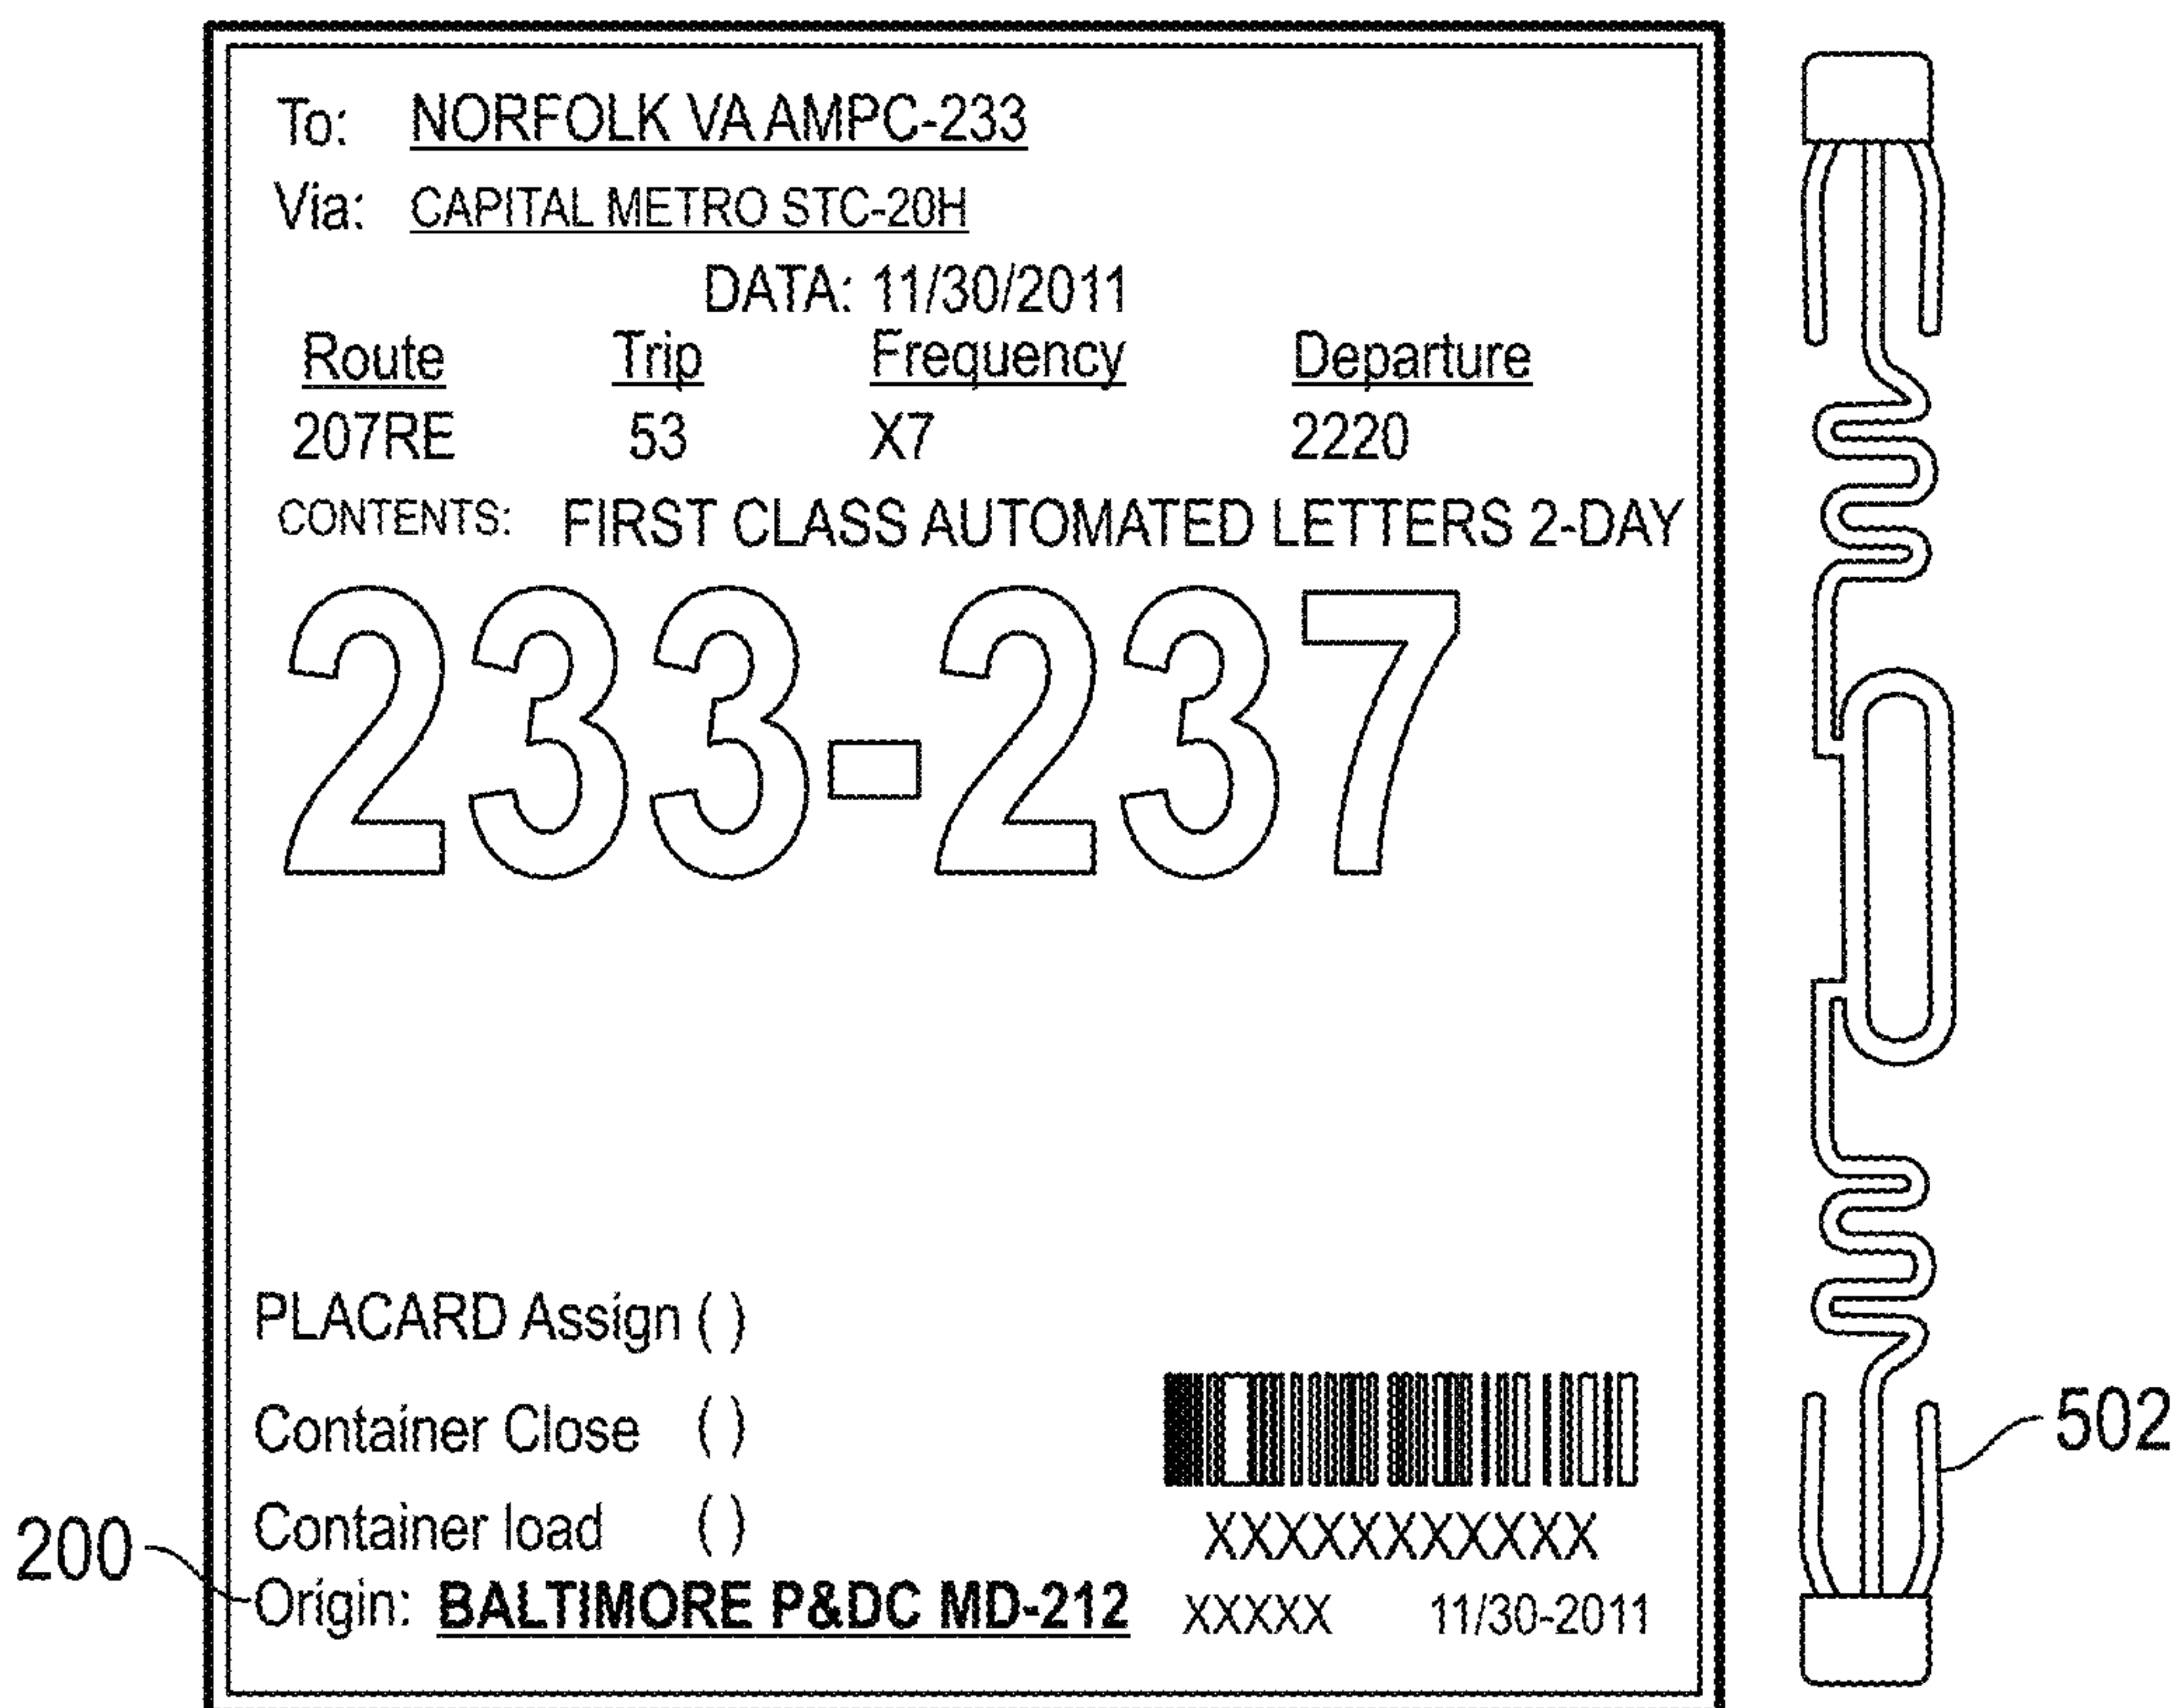 To: NORFOLK VA AMPC-233
Via: CAPITAL METRO STC-20H
DATA: 11/30/2011
Route Trip Frequency Departure
207RE 53 X7 2220
CONTENTS: FIRST CLASS AUTOMATED LETTERS 2-DAY
233-237
PLACARD Assign ( )
Container Close ( )
Container load ( )
XXXXXXXXXXX
Origin: BALTIMORE P&DC MD-212 XXXXX 11/30-2011
200
502